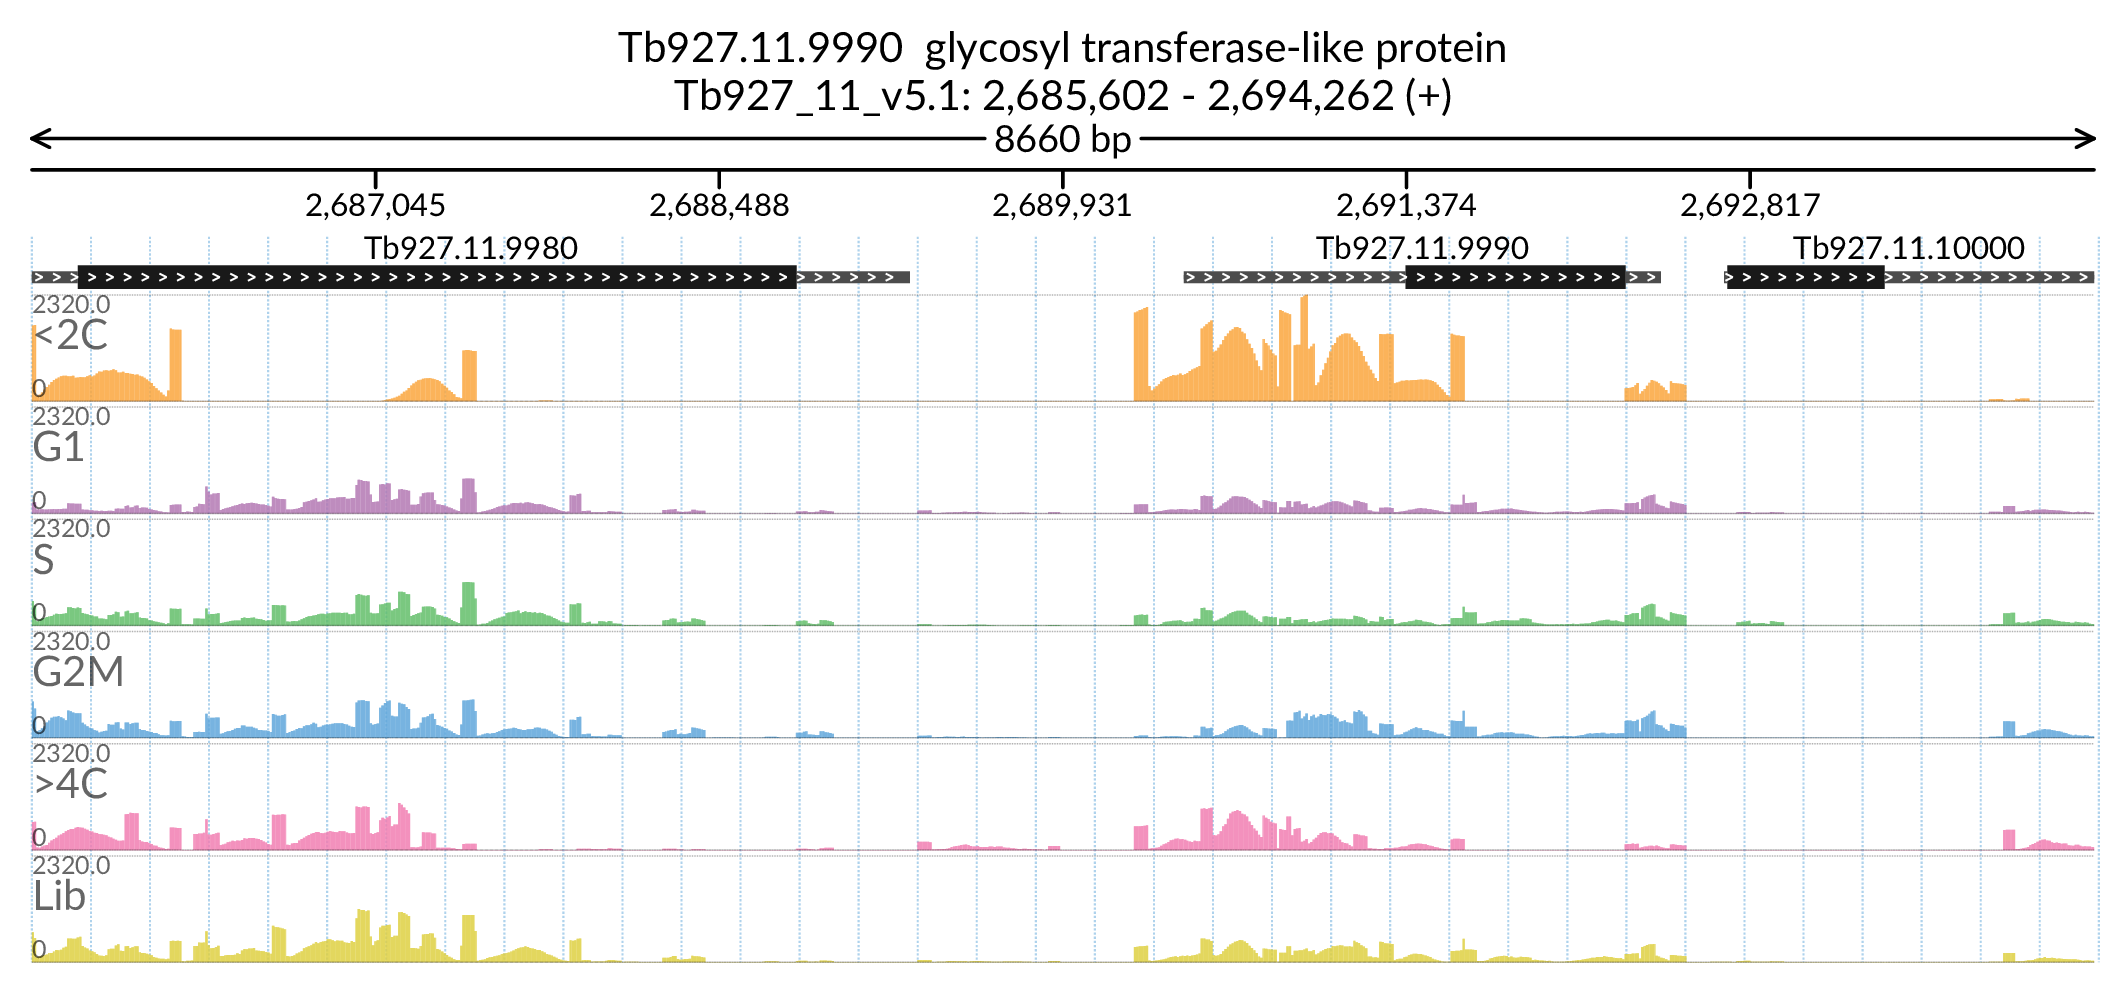 Tb927.11.9990 glycosyl transferase-like protein
Tb927_11_v5.1: 2,685,602 - 2,694,262 (+)
8660 bp
2,687,045 2,688,488 2,689,931 2,691,374 2,692,817
Tb927.11.9980 Tb927.11.9990 Tb927.11.10000
2320.0
<2C
0
2320.0
G1
0
2320.0
S
0
2320.0
G2M
0
2320.0
>4C
0
2320.0
Lib
0